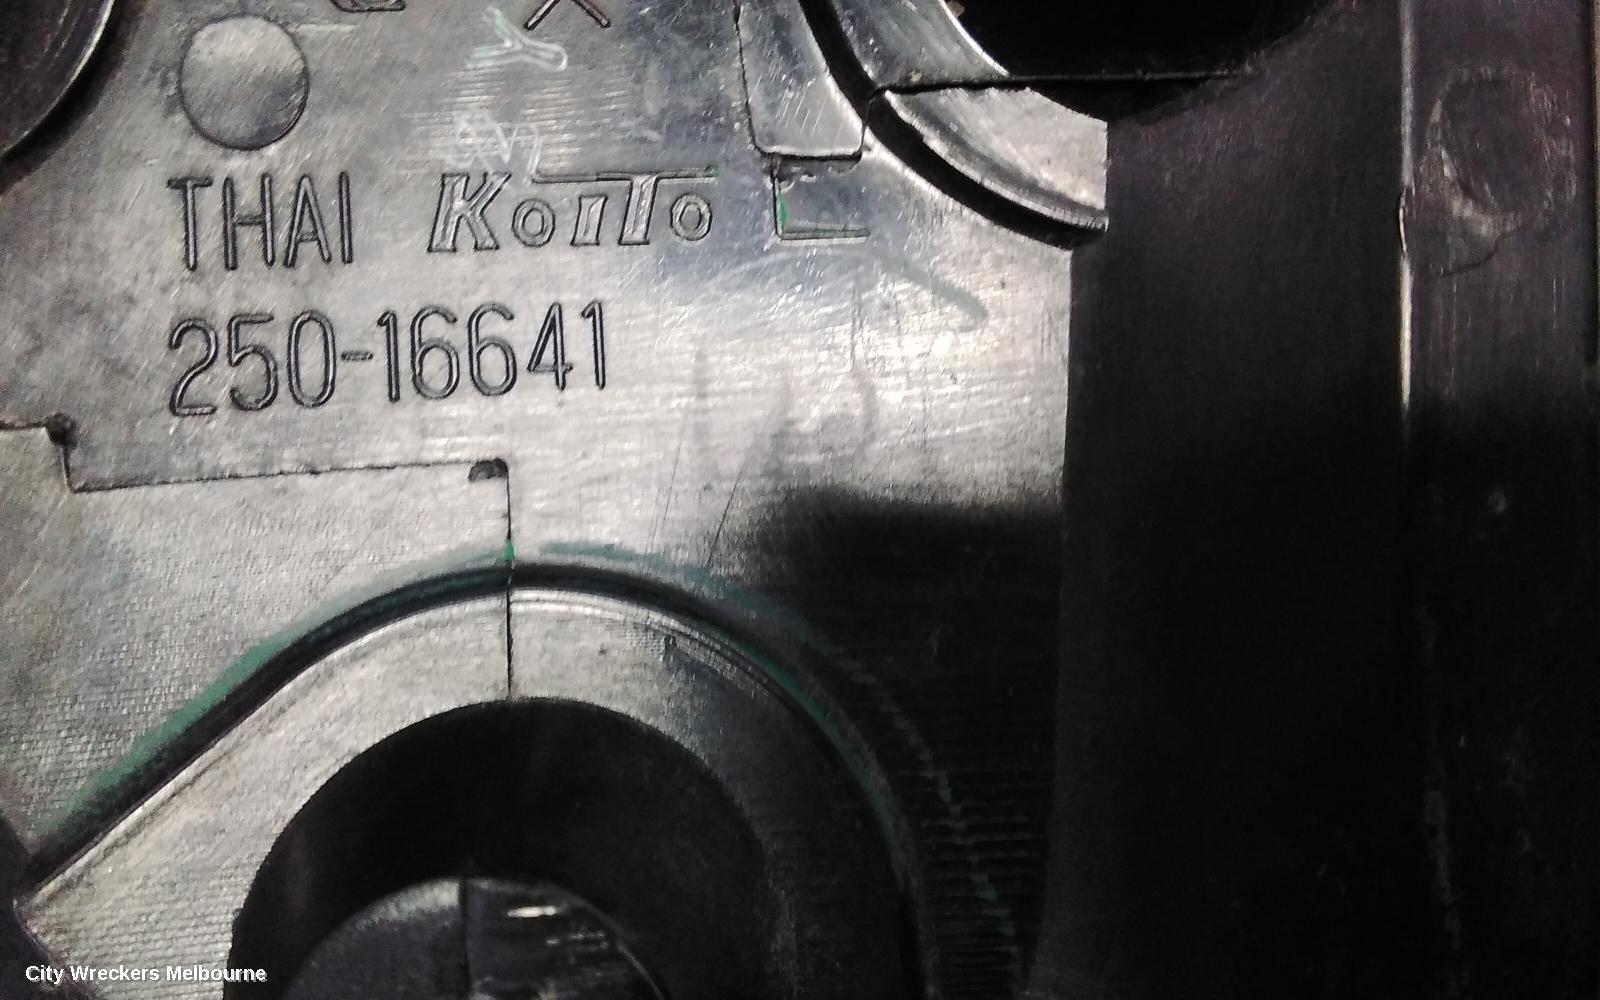 THAI KoiTo
250-16641
City Wreckers Melbourne